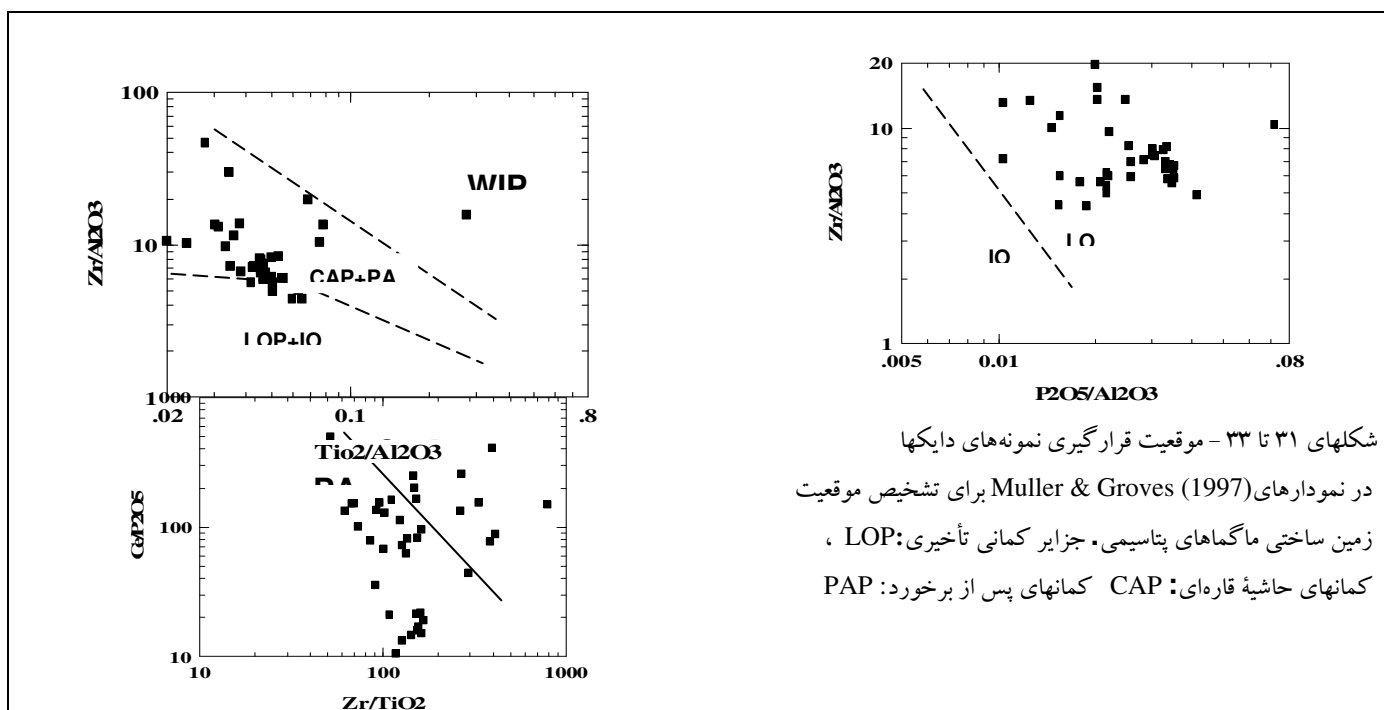 100
10
1
Zr/Al2O3
WIP
CAP+PA
LOP+IO
.02 0.1 .8
Tio2/Al2O3
1000
100
10
Ce/P2O5
PA
10 100 1000
Zr/TiO2
20
10
1
Zr/Al2O3
IO
LO
.005 0.01 .08
P2O5/Al2O3
شکلهای ۳۱ تا ۳۳ – موقعیت قرارگیری نمونه‌های دایکها
در نمودارهای Muller & Groves (1997) برای تشخیص موقعیت
زمین ساختی ماگماهای پتاسیمی. جزایر کمانی تأخیری: LOP ،
کمانهای حاشیۀ قاره‌ای: CAP کمانهای پس از برخورد: PAP